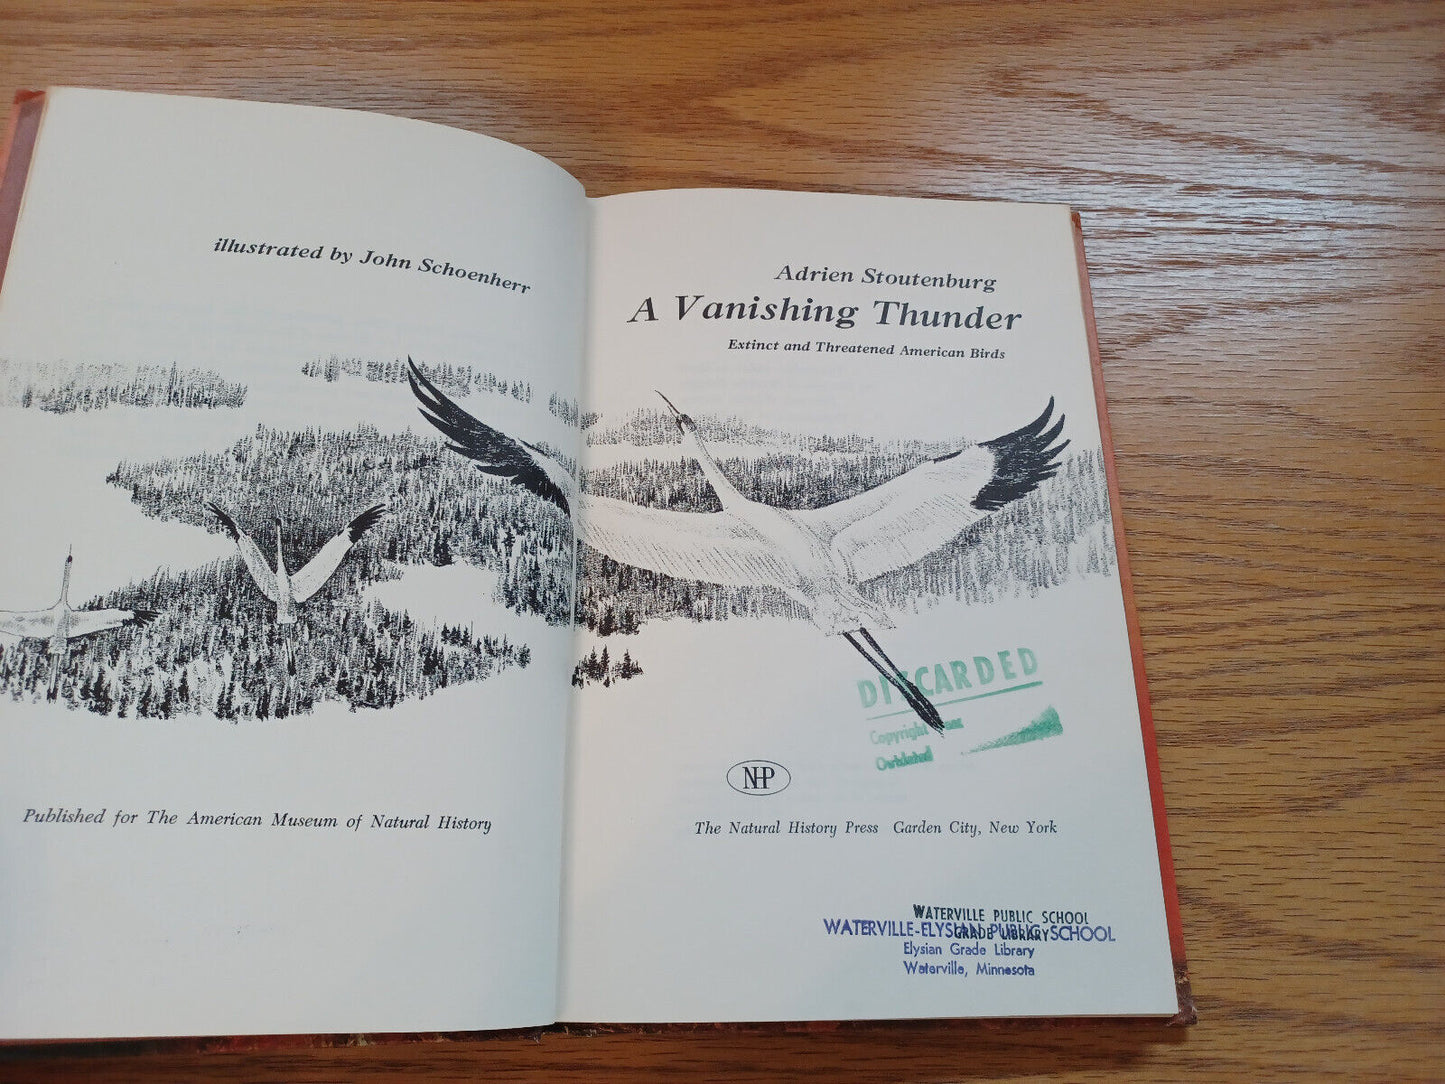 illustrated by John Schoenherr
Published for The American Museum of Natural History
Adrien Stoutenburg
A Vanishing Thunder
Extinct and Threatened American Birds
DISCARDED
Copyright
Outdated
NHP
The Natural History Press Garden City, New York
WATERVILLE PUBLIC SCHOOL
GRADE LIBRARY
WATERVILLE-ELYSIAN PUBLIC SCHOOL
Elysian Grade Library
Waterville, Minnesota